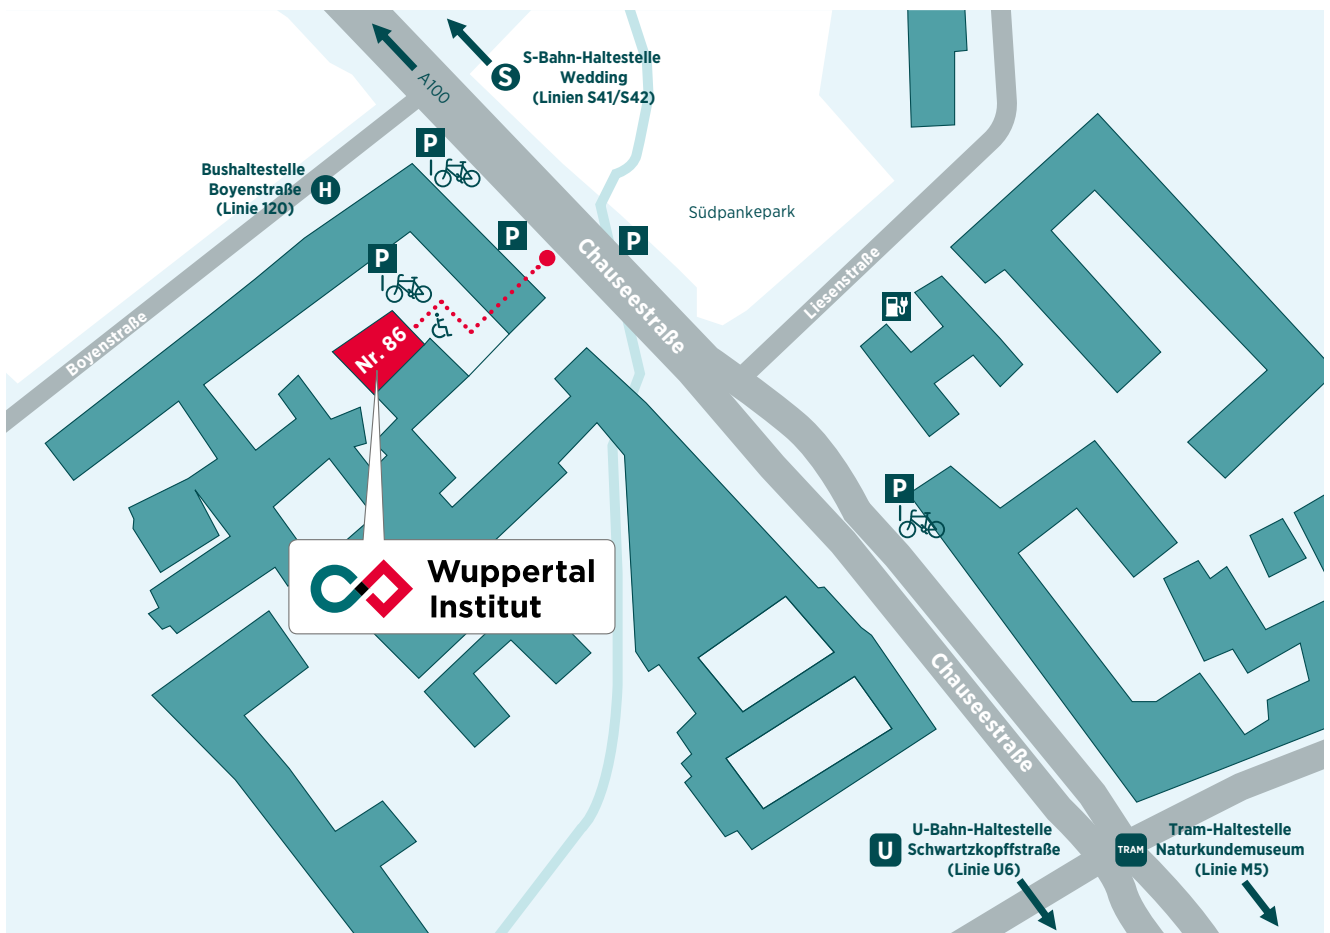 S-Bahn-Haltestelle
Wedding
(Linien S41/S42)
S
A100
P
Bushaltestelle
Boyenstraße
(Linie 120)
H
Südpankepark
P
P
P
Chauseestraße
Liesenstraße
Boyenstraße
Nr. 86
P
Wuppertal
Institut
Chauseestraße
U
U-Bahn-Haltestelle
Schwartzkopffstraße
(Linie U6)
TRAM
Tram-Haltestelle
Naturkundemuseum
(Linie M5)